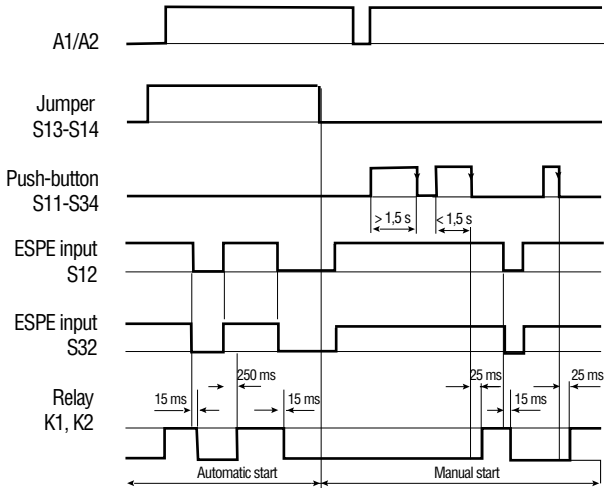 A1/A2
Jumper
S13-S14
Push-button
S11-S34
> 1,5 s
< 1,5 s
ESPE input
S12
ESPE input
S32
250 ms
25 ms
25 ms
Relay
15 ms
15 ms
15 ms
K1, K2
Automatic start
Manual start